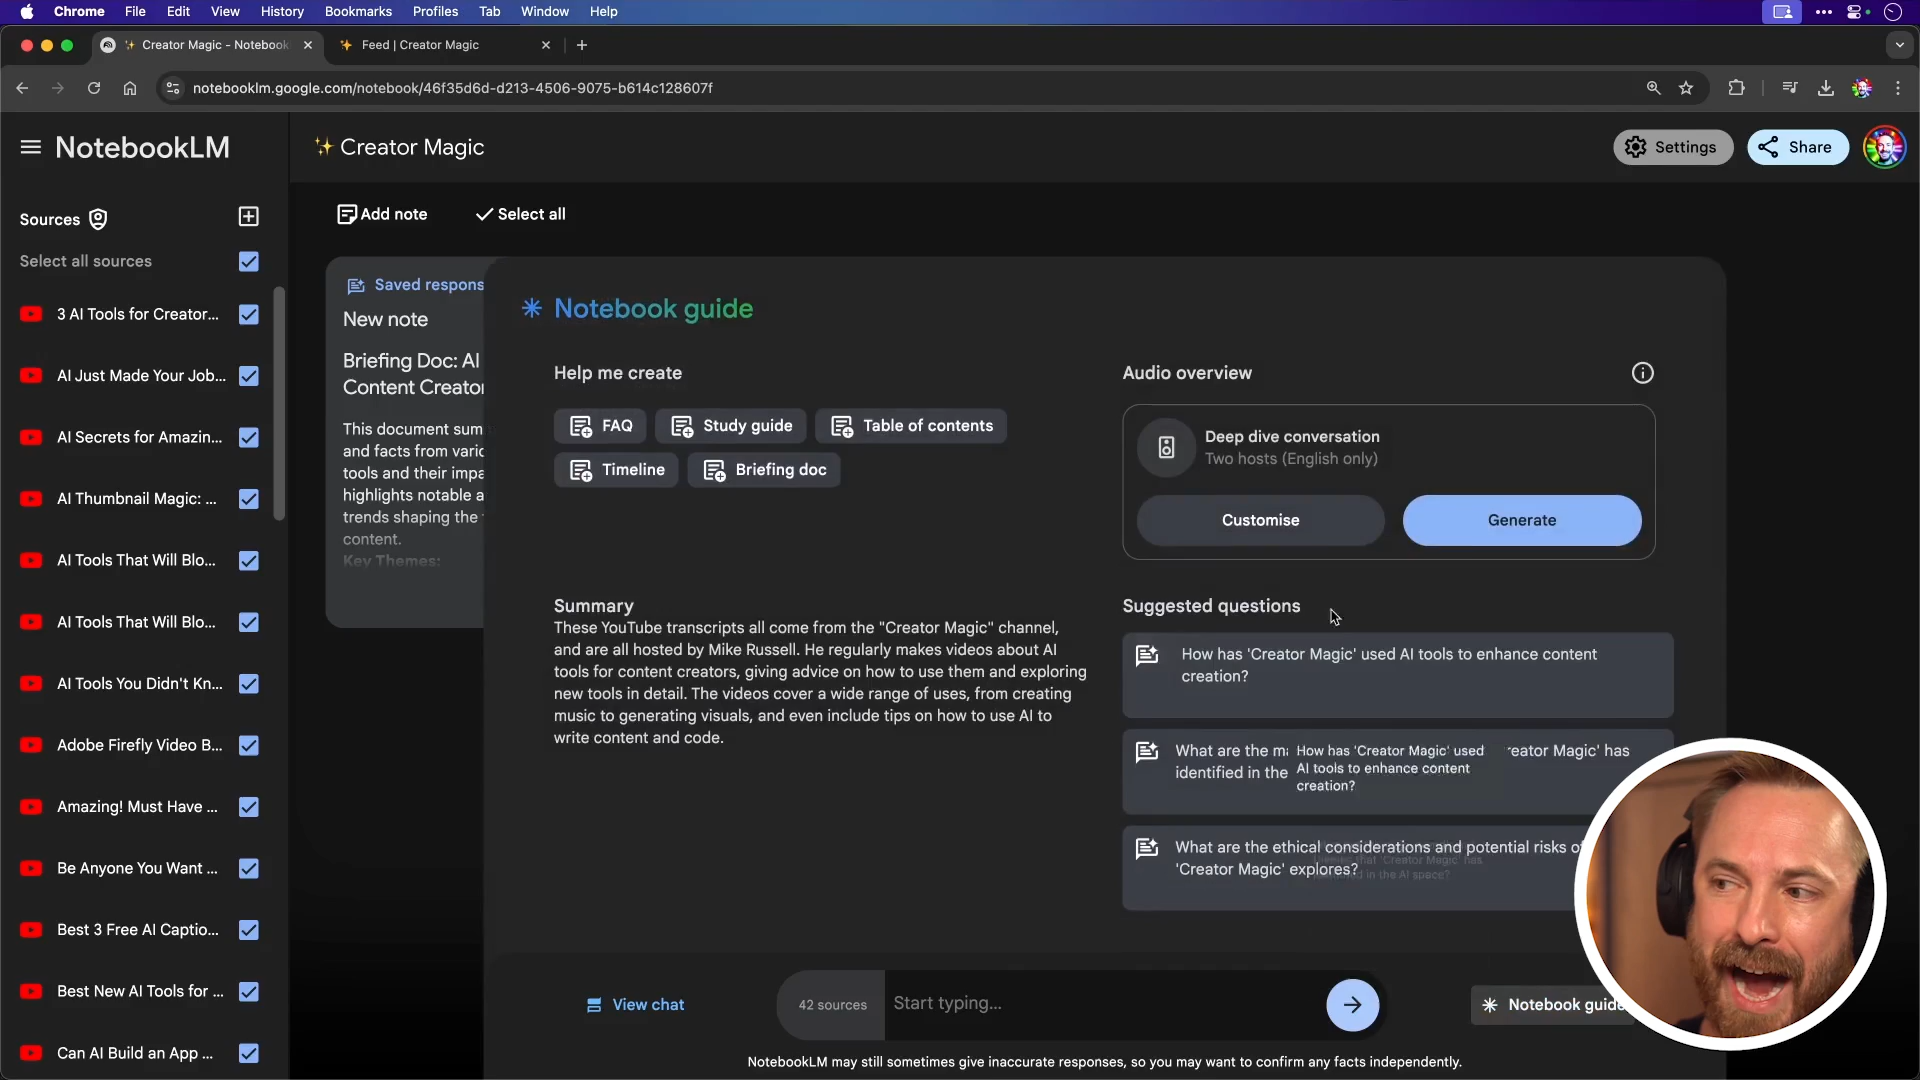 Chrome File Edit View History Bookmarks Profiles Tab Window Help
Creator Magic - Notebook
Feed | Creator Magic
notebooklm.google.com/notebook/46f35d6d-d213-4506-9075-b614c128607f
NotebookLM
Creator Magic
Settings
Share
Sources
Add note
Select all
Select all sources
3 AI Tools for Creator...
AI Just Made Your Job...
AI Secrets for Amazin...
AI Thumbnail Magic: ...
AI Tools That Will Blo...
AI Tools That Will Blo...
AI Tools You Didn't Kn...
Adobe Firefly Video B...
Amazing! Must Have ...
Be Anyone You Want ...
Best 3 Free AI Captio...
Best New AI Tools for ...
Can AI Build an App ...
Saved respons
New note
Briefing Doc: AI
Content Creator
This document sum
and facts from vario
tools and their impa
highlights notable a
trends shaping the
content.
Key Themes:
Notebook guide
Help me create
FAQ
Study guide
Table of contents
Timeline
Briefing doc
Audio overview
Deep dive conversation
Two hosts (English only)
Customise
Generate
Summary
These YouTube transcripts all come from the "Creator Magic" channel,
and are all hosted by Mike Russell. He regularly makes videos about AI
tools for content creators, giving advice on how to use them and exploring
new tools in detail. The videos cover a wide range of uses, from creating
music to generating visuals, and even include tips on how to use AI to
write content and code.
Suggested questions
How has 'Creator Magic' used AI tools to enhance content
creation?
What are the ma
reator Magic' has
identified in the
How has 'Creator Magic' used
AI tools to enhance content
creation?
What are the ethical considerations and potential risks o
'Creator Magic' explores?
themes that 'Creator Magic' has
in the AI space?
View chat
42 sources
Start typing...
Notebook guide
NotebookLM may still sometimes give inaccurate responses, so you may want to confirm any facts independently.